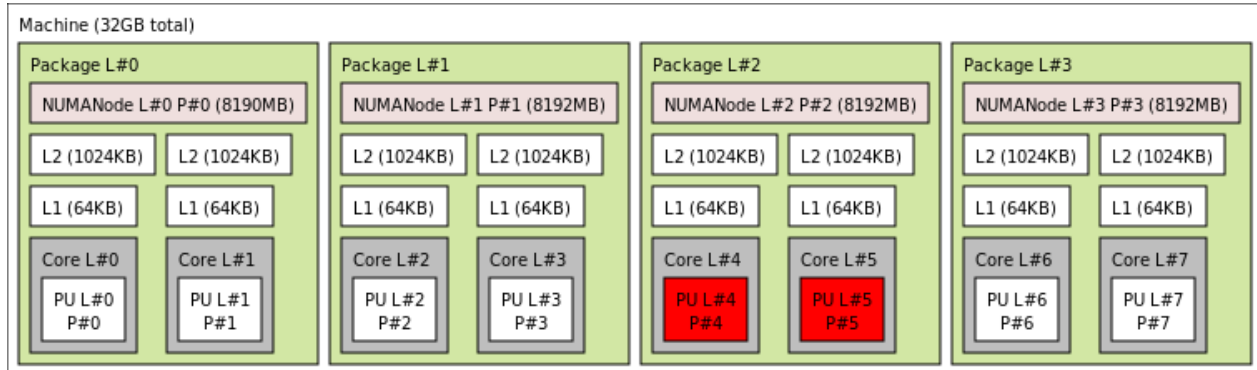 Machine (32GB total)
Package L#0
NUMANode L#0 P#0 (8190MB)
L2 (1024KB) L2 (1024KB)
L1 (64KB) L1 (64KB)
Core L#0 Core L#1
PU L#0 PU L#1
P#0 P#1
Package L#1
NUMANode L#1 P#1 (8192MB)
L2 (1024KB) L2 (1024KB)
L1 (64KB) L1 (64KB)
Core L#2 Core L#3
PU L#2 PU L#3
P#2 P#3
Package L#2
NUMANode L#2 P#2 (8192MB)
L2 (1024KB) L2 (1024KB)
L1 (64KB) L1 (64KB)
Core L#4 Core L#5
PU L#4 PU L#5
P#4 P#5
Package L#3
NUMANode L#3 P#3 (8192MB)
L2 (1024KB) L2 (1024KB)
L1 (64KB) L1 (64KB)
Core L#6 Core L#7
PU L#6 PU L#7
P#6 P#7